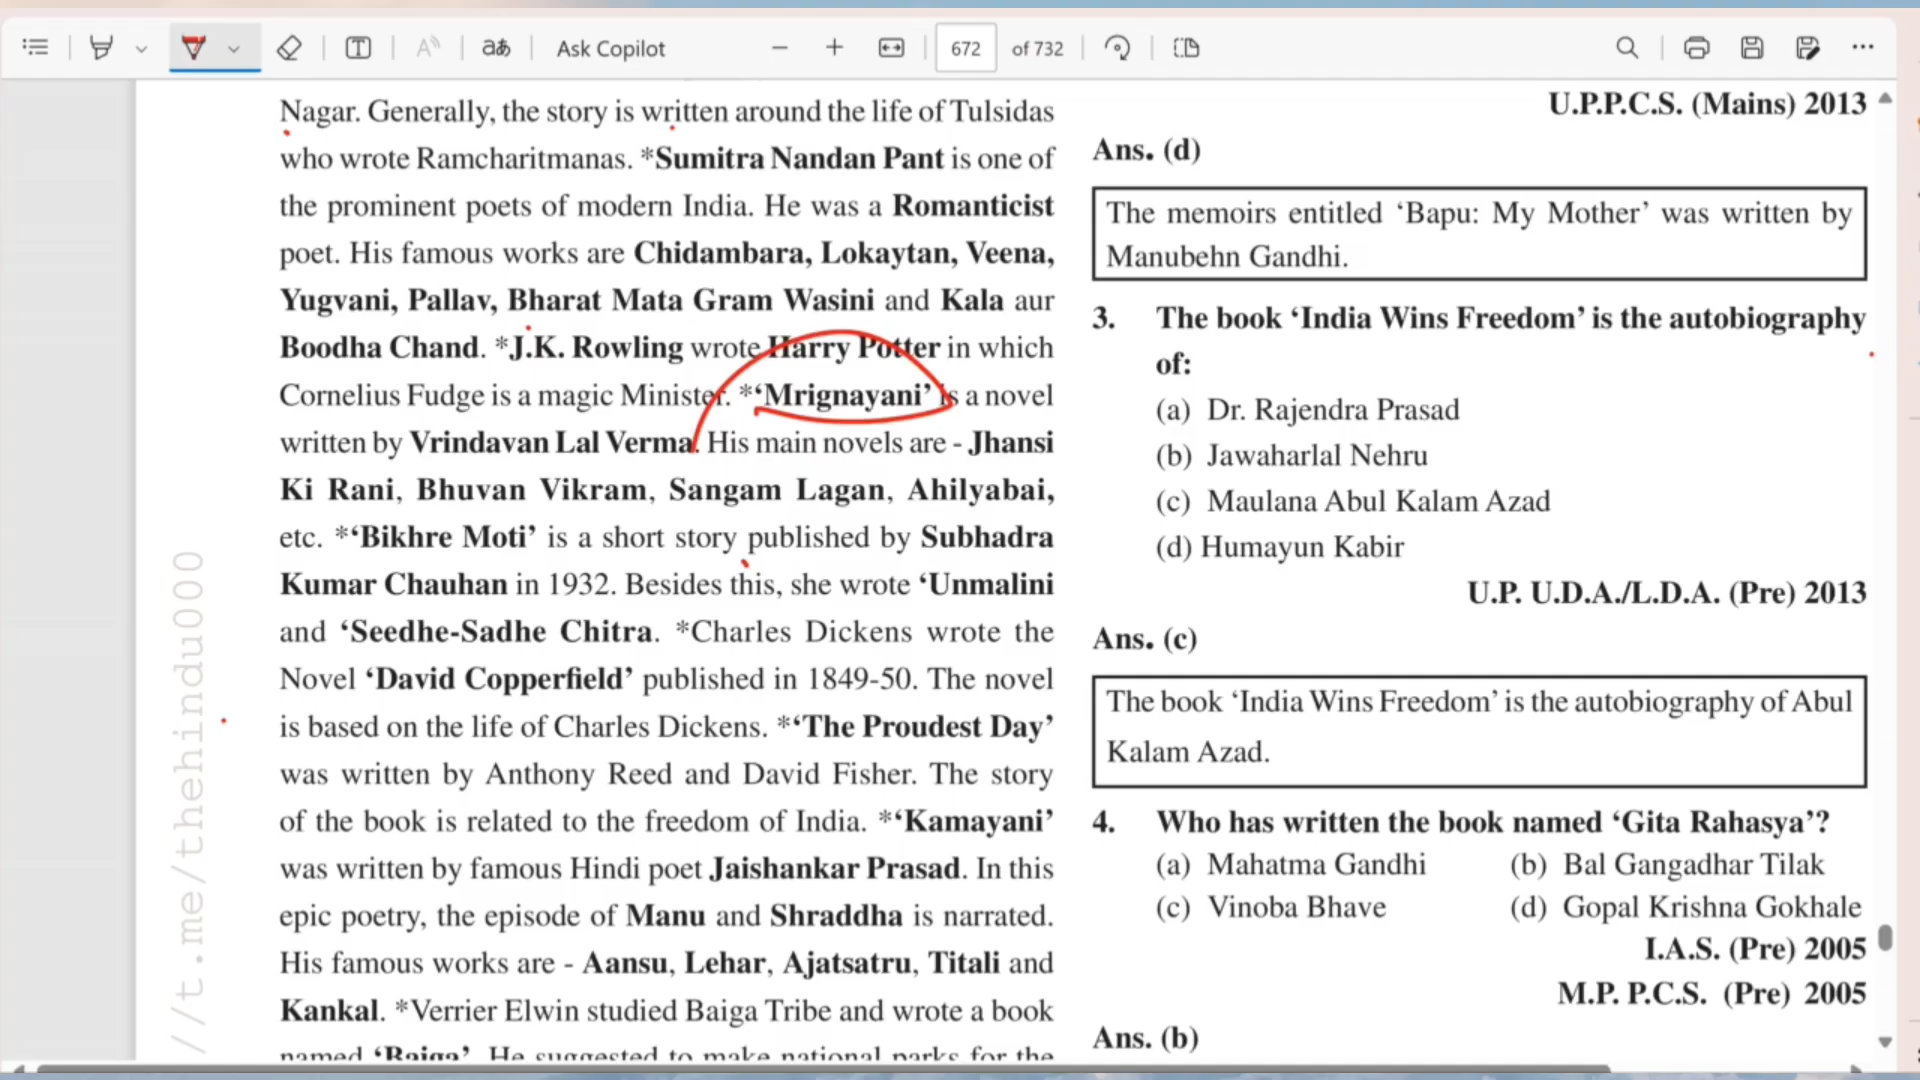 Ask Copilot
672 of 732
Nagar. Generally, the story is written around the life of Tulsidas
who wrote Ramcharitmanas. *Sumitra Nandan Pant is one of
the prominent poets of modern India. He was a Romanticist
poet. His famous works are Chidambara, Lokaytan, Veena,
Yugvani, Pallav, Bharat Mata Gram Wasini and Kala aur
Boodha Chand. *J.K. Rowling wrote Harry Potter in which
Cornelius Fudge is a magic Minister. *‘Mrignayani’ is a novel
written by Vrindavan Lal Verma. His main novels are - Jhansi
Ki Rani, Bhuvan Vikram, Sangam Lagan, Ahilyabai,
etc. *‘Bikhre Moti’ is a short story published by Subhadra
Kumar Chauhan in 1932. Besides this, she wrote ‘Unmalini
and ‘Seedhe-Sadhe Chitra. *Charles Dickens wrote the
Novel ‘David Copperfield’ published in 1849-50. The novel
is based on the life of Charles Dickens. *‘The Proudest Day’
was written by Anthony Reed and David Fisher. The story
of the book is related to the freedom of India. *‘Kamayani’
was written by famous Hindi poet Jaishankar Prasad. In this
epic poetry, the episode of Manu and Shraddha is narrated.
His famous works are - Aansu, Lehar, Ajatsatru, Titali and
Kankal. *Verrier Elwin studied Baiga Tribe and wrote a book
named ‘Baiga’. He suggested to make national parks for the
//t.me/thehindu000
U.P.P.C.S. (Mains) 2013
Ans. (d)
The memoirs entitled ‘Bapu: My Mother’ was written by
Manubehn Gandhi.
3. The book ‘India Wins Freedom’ is the autobiography
of:
(a) Dr. Rajendra Prasad
(b) Jawaharlal Nehru
(c) Maulana Abul Kalam Azad
(d) Humayun Kabir
U.P. U.D.A./L.D.A. (Pre) 2013
Ans. (c)
The book ‘India Wins Freedom’ is the autobiography of Abul
Kalam Azad.
4. Who has written the book named ‘Gita Rahasya’?
(a) Mahatma Gandhi (b) Bal Gangadhar Tilak
(c) Vinoba Bhave (d) Gopal Krishna Gokhale
I.A.S. (Pre) 2005
M.P. P.C.S. (Pre) 2005
Ans. (b)